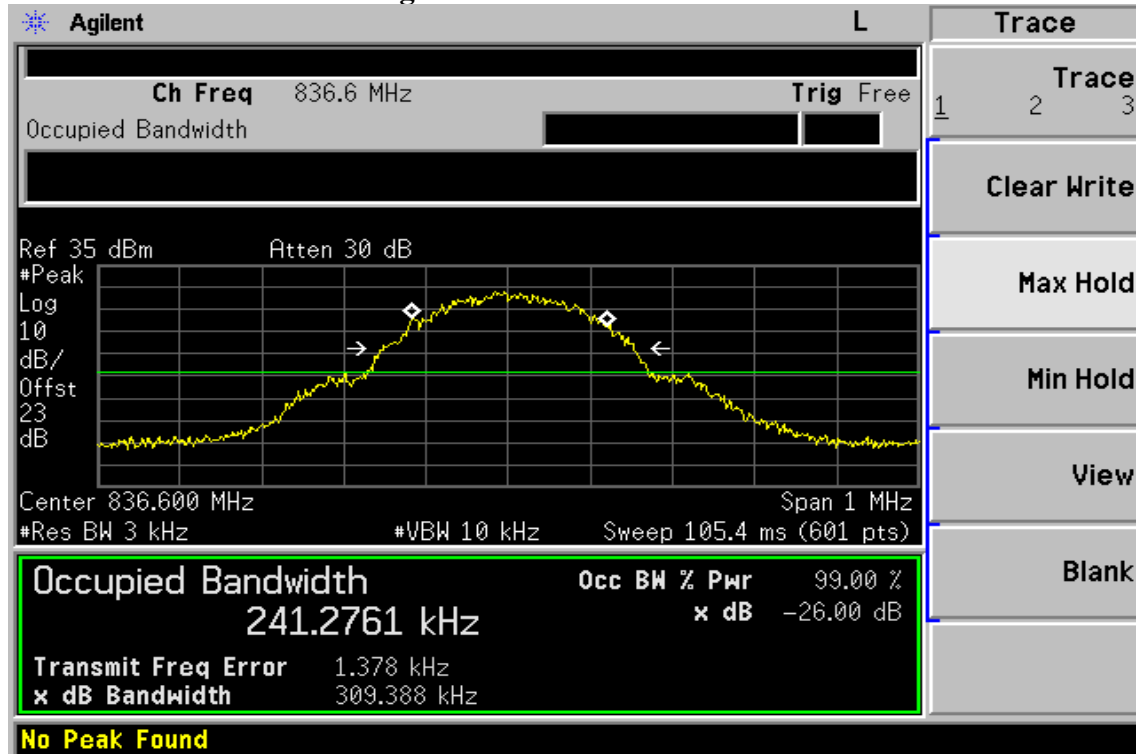 Agilent L Trace
Ch Freq 836.6 MHz Trig Free
Trace
1 2 3
Occupied Bandwidth
Clear Write
Ref 35 dBm Atten 30 dB
#Peak
Log
10
dB/
Offst
23
dB
Max Hold
Min Hold
View
Center 836.600 MHz Span 1 MHz
#Res BW 3 kHz #VBW 10 kHz Sweep 105.4 ms (601 pts)
Blank
Occupied Bandwidth Occ BW % Pwr 99.00 %
241.2761 kHz x dB -26.00 dB
Transmit Freq Error 1.378 kHz
x dB Bandwidth 309.388 kHz
No Peak Found